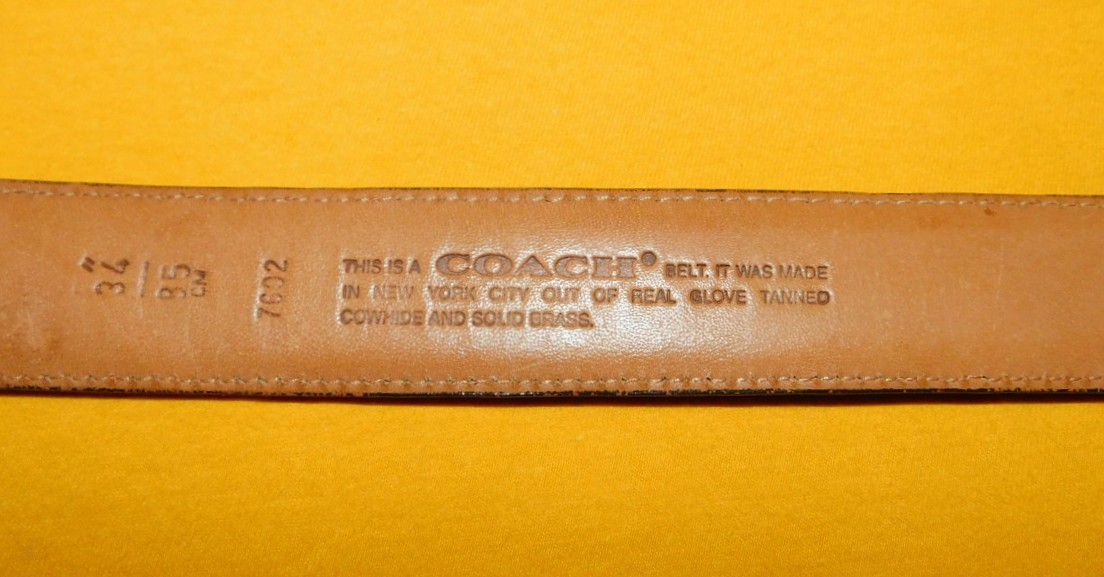 34"
85
CM
7602
THIS IS A COACH® BELT. IT WAS MADE
IN NEW YORK CITY OUT OF REAL GLOVE TANNED
COWHIDE AND SOLID BRASS.